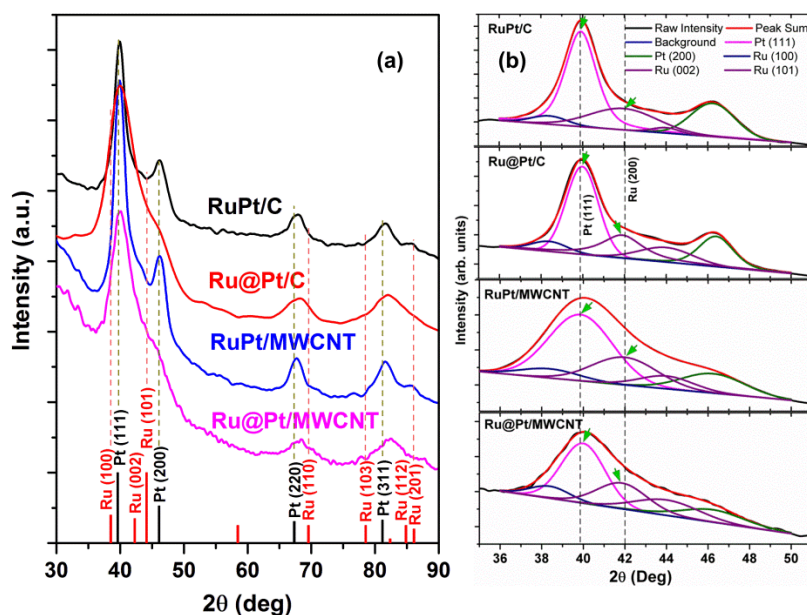 (a)
RuPt/C
Ru@Pt/C
RuPt/MWCNT
Ru@Pt/MWCNT
Ru (100)
Pt (111)
Ru (002)
Ru (101)
Pt (200)
Pt (220)
Ru (110)
Ru (103)
Pt (311)
Ru (112)
Ru (201)
Intensity (a.u.)
30 40 50 60 70 80 90
2θ (deg)
(b)
RuPt/C
Raw Intensity Peak Sum
Background Pt (111)
Pt (200) Ru (100)
Ru (002) Ru (101)
Ru@Pt/C
Pt (111)
Ru (200)
RuPt/MWCNT
Ru@Pt/MWCNT
Intensity (arb. units)
36 38 40 42 44 46 48 50
2θ (Deg)